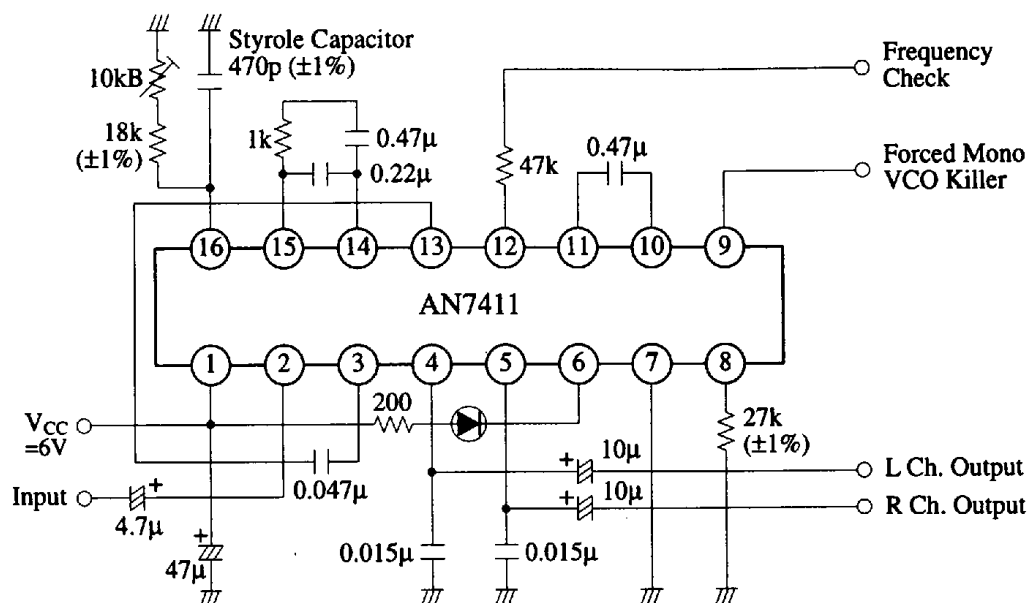 Styrole Capacitor
470p (±1%)
10kB
18k
(±1%)
1k
0.47μ
0.22μ
47k
0.47μ
Frequency
Check
Forced Mono
VCO Killer
16
15
14
13
12
11
10
9
AN7411
1
2
3
4
5
6
7
8
VCC
=6V
200
27k
(±1%)
Input
+
4.7μ
0.047μ
+
10μ
L Ch. Output
+
10μ
R Ch. Output
+
47μ
0.015μ
0.015μ